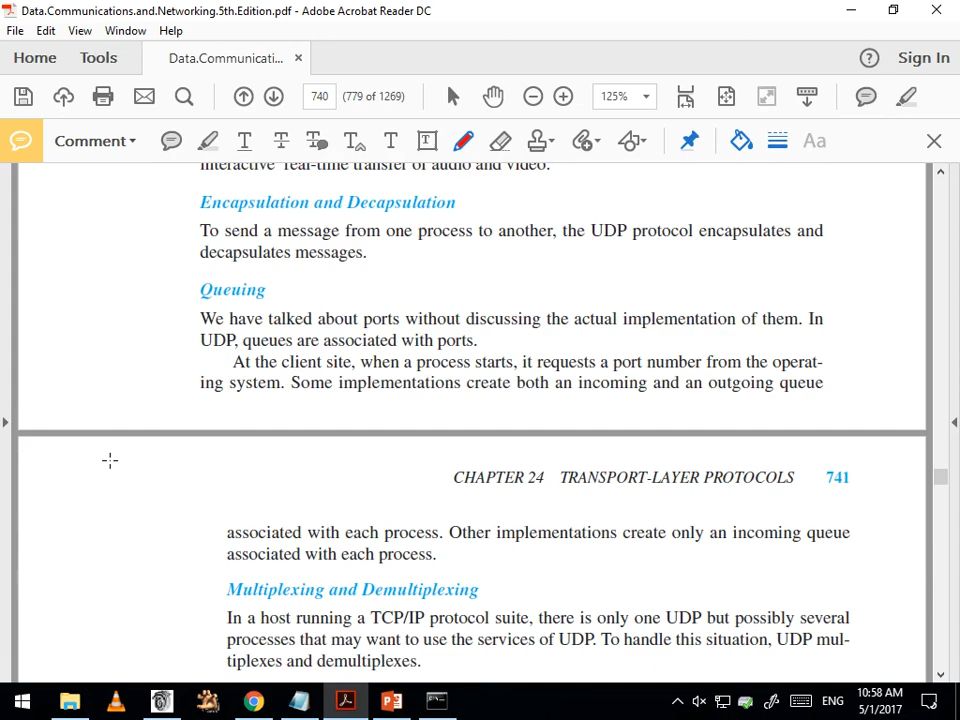 Data.Communications.and.Networking.5th.Edition.pdf - Adobe Acrobat Reader DC
File Edit View Window Help
Home Tools Data.Communicati... × ? Sign In
740 (779 of 1269) 125%
Comment T T T T T T Aa
interactive real-time transfer of audio and video.
Encapsulation and Decapsulation
To send a message from one process to another, the UDP protocol encapsulates and
decapsulates messages.
Queuing
We have talked about ports without discussing the actual implementation of them. In
UDP, queues are associated with ports.
At the client site, when a process starts, it requests a port number from the operat-
ing system. Some implementations create both an incoming and an outgoing queue
CHAPTER 24 TRANSPORT-LAYER PROTOCOLS 741
associated with each process. Other implementations create only an incoming queue
associated with each process.
Multiplexing and Demultiplexing
In a host running a TCP/IP protocol suite, there is only one UDP but possibly several
processes that may want to use the services of UDP. To handle this situation, UDP mul-
tiplexes and demultiplexes.
ENG 10:58 AM
5/1/2017